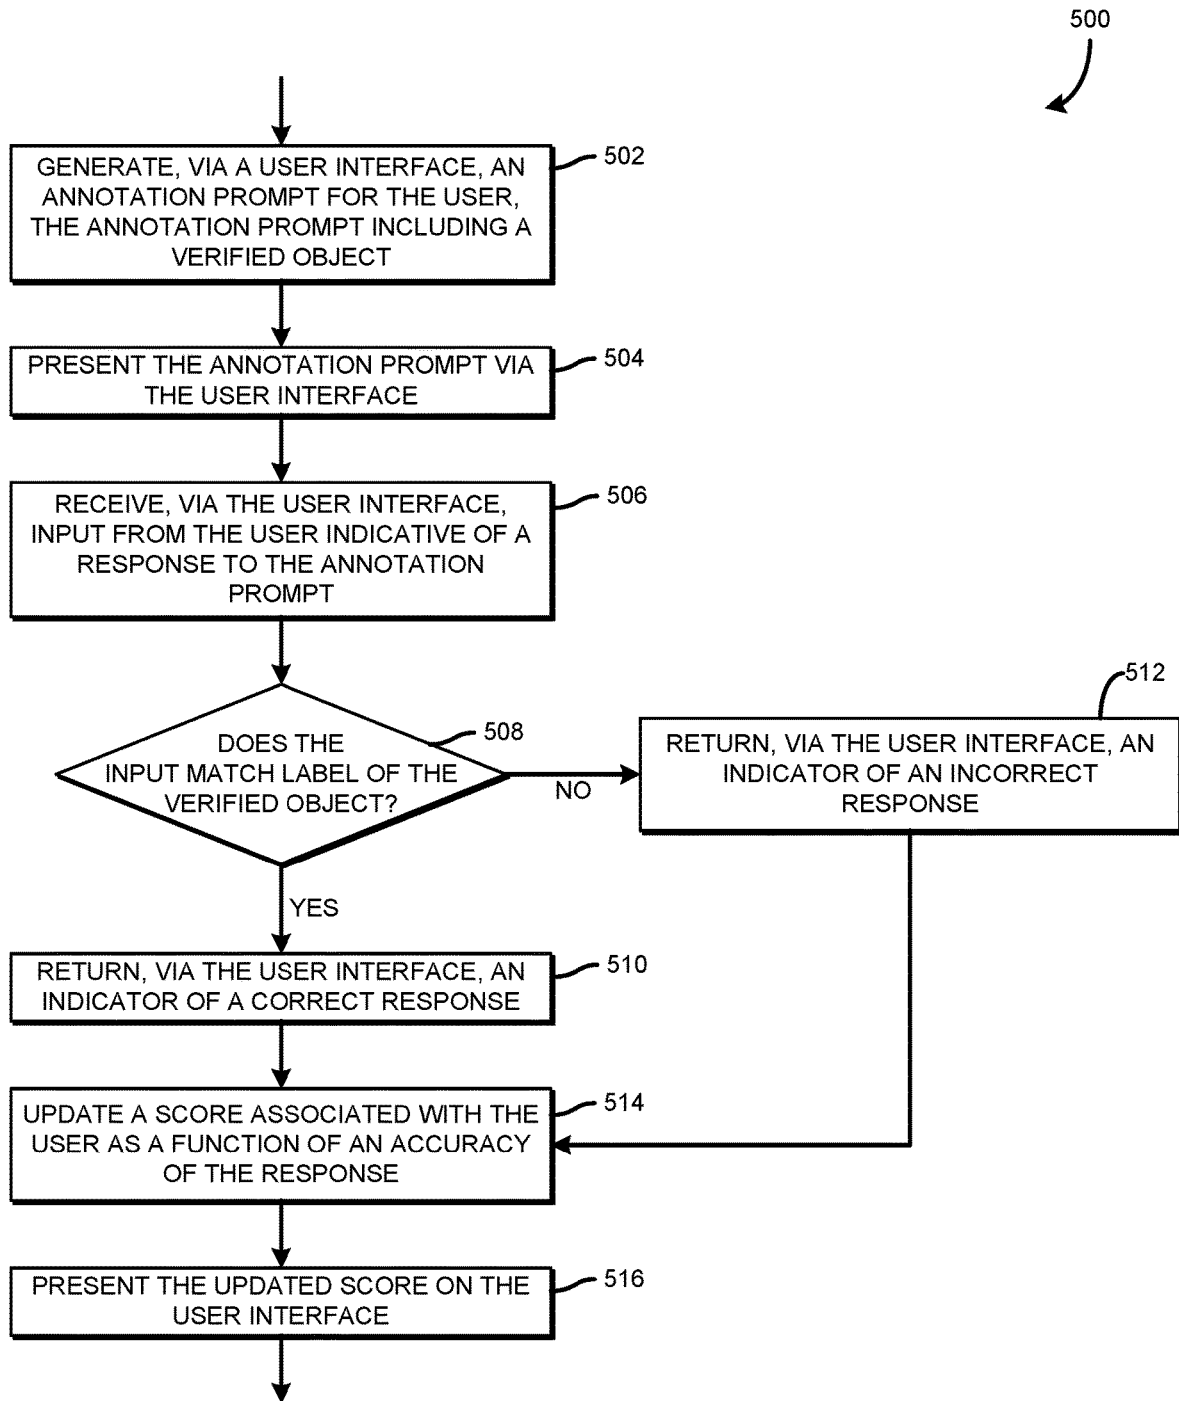 500
GENERATE, VIA A USER INTERFACE, AN
ANNOTATION PROMPT FOR THE USER,
THE ANNOTATION PROMPT INCLUDING A
VERIFIED OBJECT
502
PRESENT THE ANNOTATION PROMPT VIA
THE USER INTERFACE
504
RECEIVE, VIA THE USER INTERFACE,
INPUT FROM THE USER INDICATIVE OF A
RESPONSE TO THE ANNOTATION
PROMPT
506
DOES THE
INPUT MATCH LABEL OF THE
VERIFIED OBJECT?
508
NO
512
RETURN, VIA THE USER INTERFACE, AN
INDICATOR OF AN INCORRECT
RESPONSE
YES
RETURN, VIA THE USER INTERFACE, AN
INDICATOR OF A CORRECT RESPONSE
510
UPDATE A SCORE ASSOCIATED WITH THE
USER AS A FUNCTION OF AN ACCURACY
OF THE RESPONSE
514
PRESENT THE UPDATED SCORE ON THE
USER INTERFACE
516